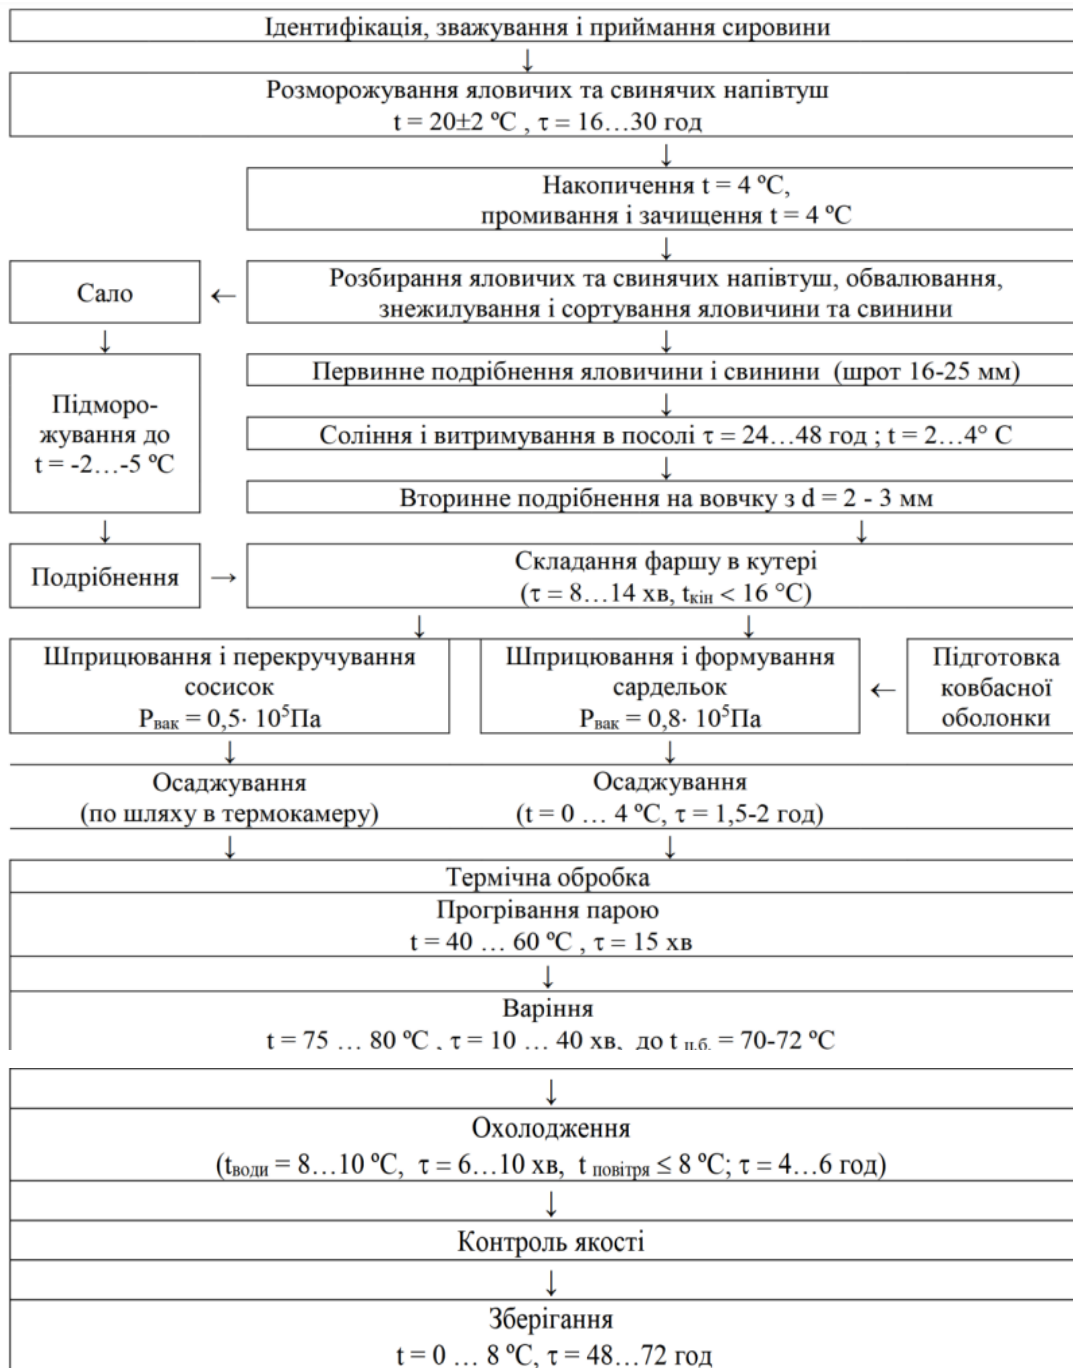 Ідентифікація, зважування і приймання сировини
↓
Розморожування яловичих та свинячих напівтуш
t = 20±2 ºС , τ = 16…30 год
↓
Накопичення t = 4 ºС,
промивання і зачищення t = 4 ºС
↓
Сало
←
Розбирання яловичих та свинячих напівтуш, обвалювання,
знежилування і сортування яловичини та свинини
↓
↓
Підморо-
жування до
t = -2…-5 ºС
Первинне подрібнення яловичини і свинини (шрот 16-25 мм)
↓
Соління і витримування в посолі τ = 24…48 год ; t = 2…4° С
↓
Вторинне подрібнення на вовчку з d = 2 - 3 мм
↓
↓
Подрібнення
→
Складання фаршу в кутері
(τ = 8…14 хв, tкін < 16 °С)
↓
↓
Шприцювання і перекручування
сосисок
Рвак = 0,5· 10⁵Па
Шприцювання і формування
сардельок
Рвак = 0,8· 10⁵Па
←
Підготовка
ковбасної
оболонки
↓
↓
Осаджування
(по шляху в термокамеру)
Осаджування
(t = 0 … 4 ºС, τ = 1,5-2 год)
↓
↓
Термічна обробка
Прогрівання парою
t = 40 … 60 ºС , τ = 15 хв
↓
Варіння
t = 75 … 80 ºС , τ = 10 … 40 хв, до t ц.б. = 70-72 ºС
↓
Охолодження
(tводи = 8…10 ºС, τ = 6…10 хв, t повітря ≤ 8 ºС; τ = 4…6 год)
↓
Контроль якості
↓
Зберігання
t = 0 … 8 ºС, τ = 48…72 год